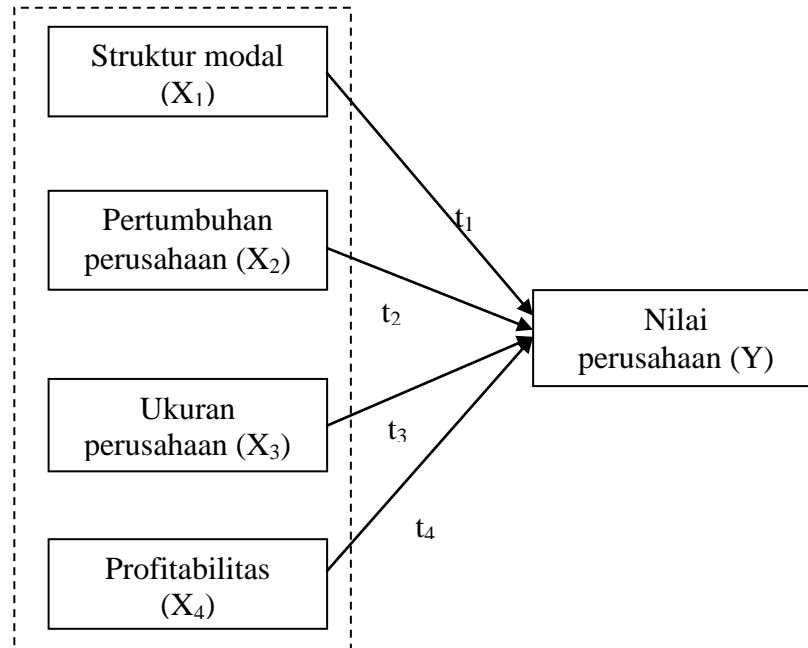 Struktur modal
(X₁)
t₁
Pertumbuhan
perusahaan (X₂)
t₂
Nilai
perusahaan (Y)
Ukuran
perusahaan (X₃)
t₃
t₄
Profitabilitas
(X₄)